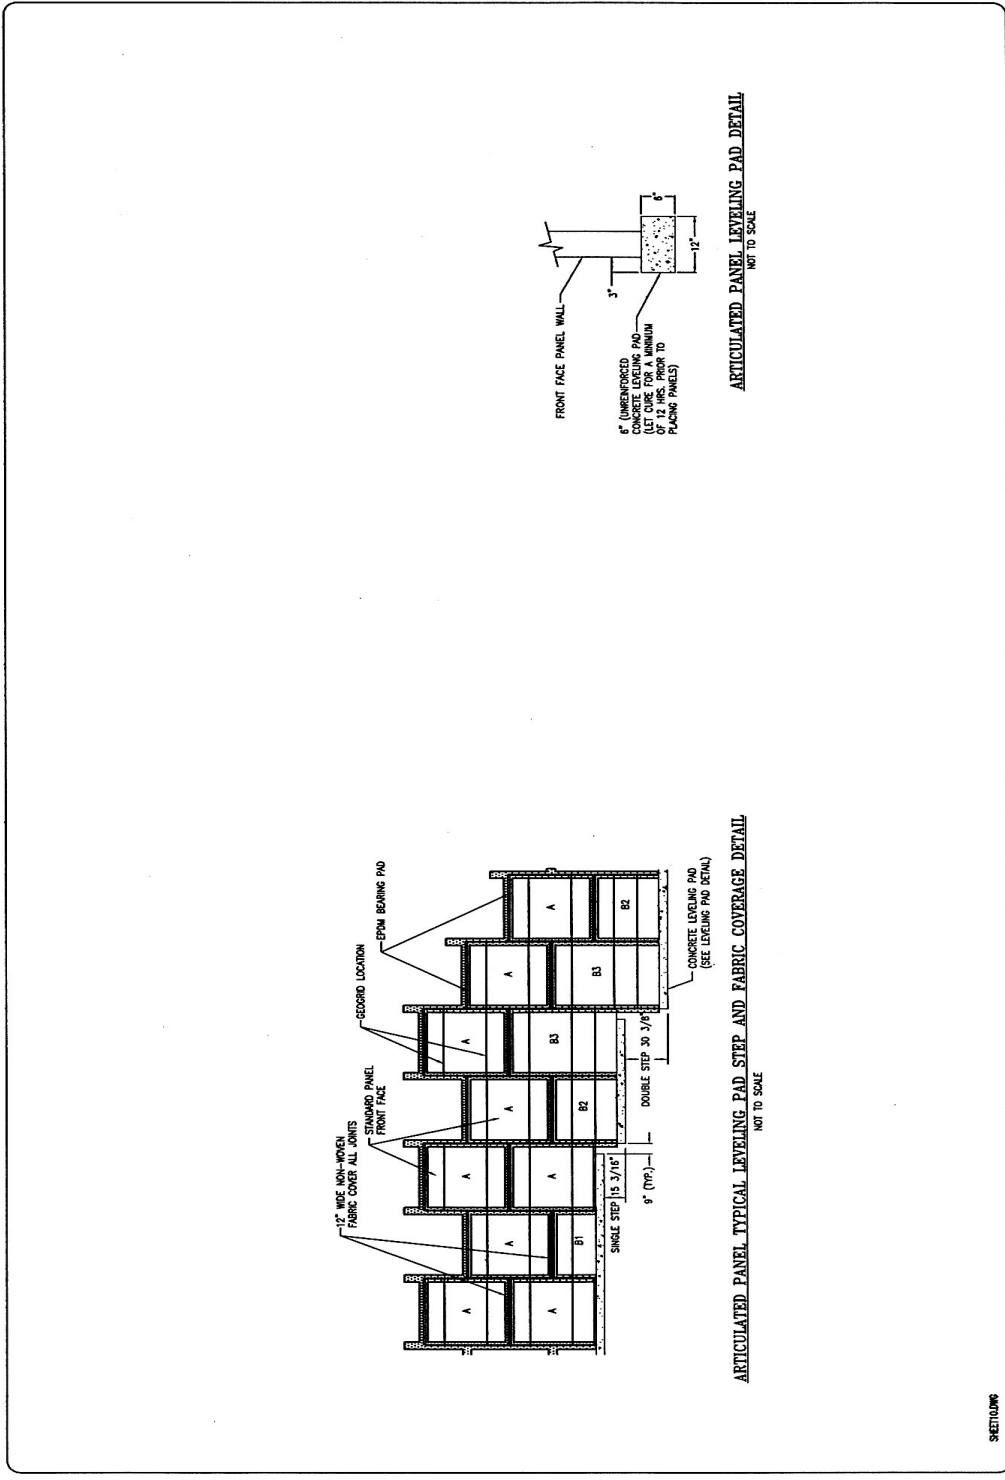 12" WIDE NON-WOVEN
FABRIC COVER ALL JOINTS
STANDARD PANEL
FRONT FACE
GEOGRID LOCATION
EPDM BEARING PAD
A
A
A
B1
A
A
A
B2
A
B3
A
B3
A
B2
SINGLE STEP 15 3/16"
9" (TYP.)
DOUBLE STEP 30 3/8"
CONCRETE LEVELING PAD
(SEE LEVELING PAD DETAIL)
ARTICULATED PANEL TYPICAL LEVELING PAD STEP AND FABRIC COVERAGE DETAIL
NOT TO SCALE
FRONT FACE PANEL WALL
3"
6" (UNREINFORCED
CONCRETE LEVELING PAD
(LET CURE FOR A MINIMUM
OF 12 HRS. PRIOR TO
PLACING PANELS)
6"
12"
ARTICULATED PANEL LEVELING PAD DETAIL
NOT TO SCALE
SHEET10.DWG